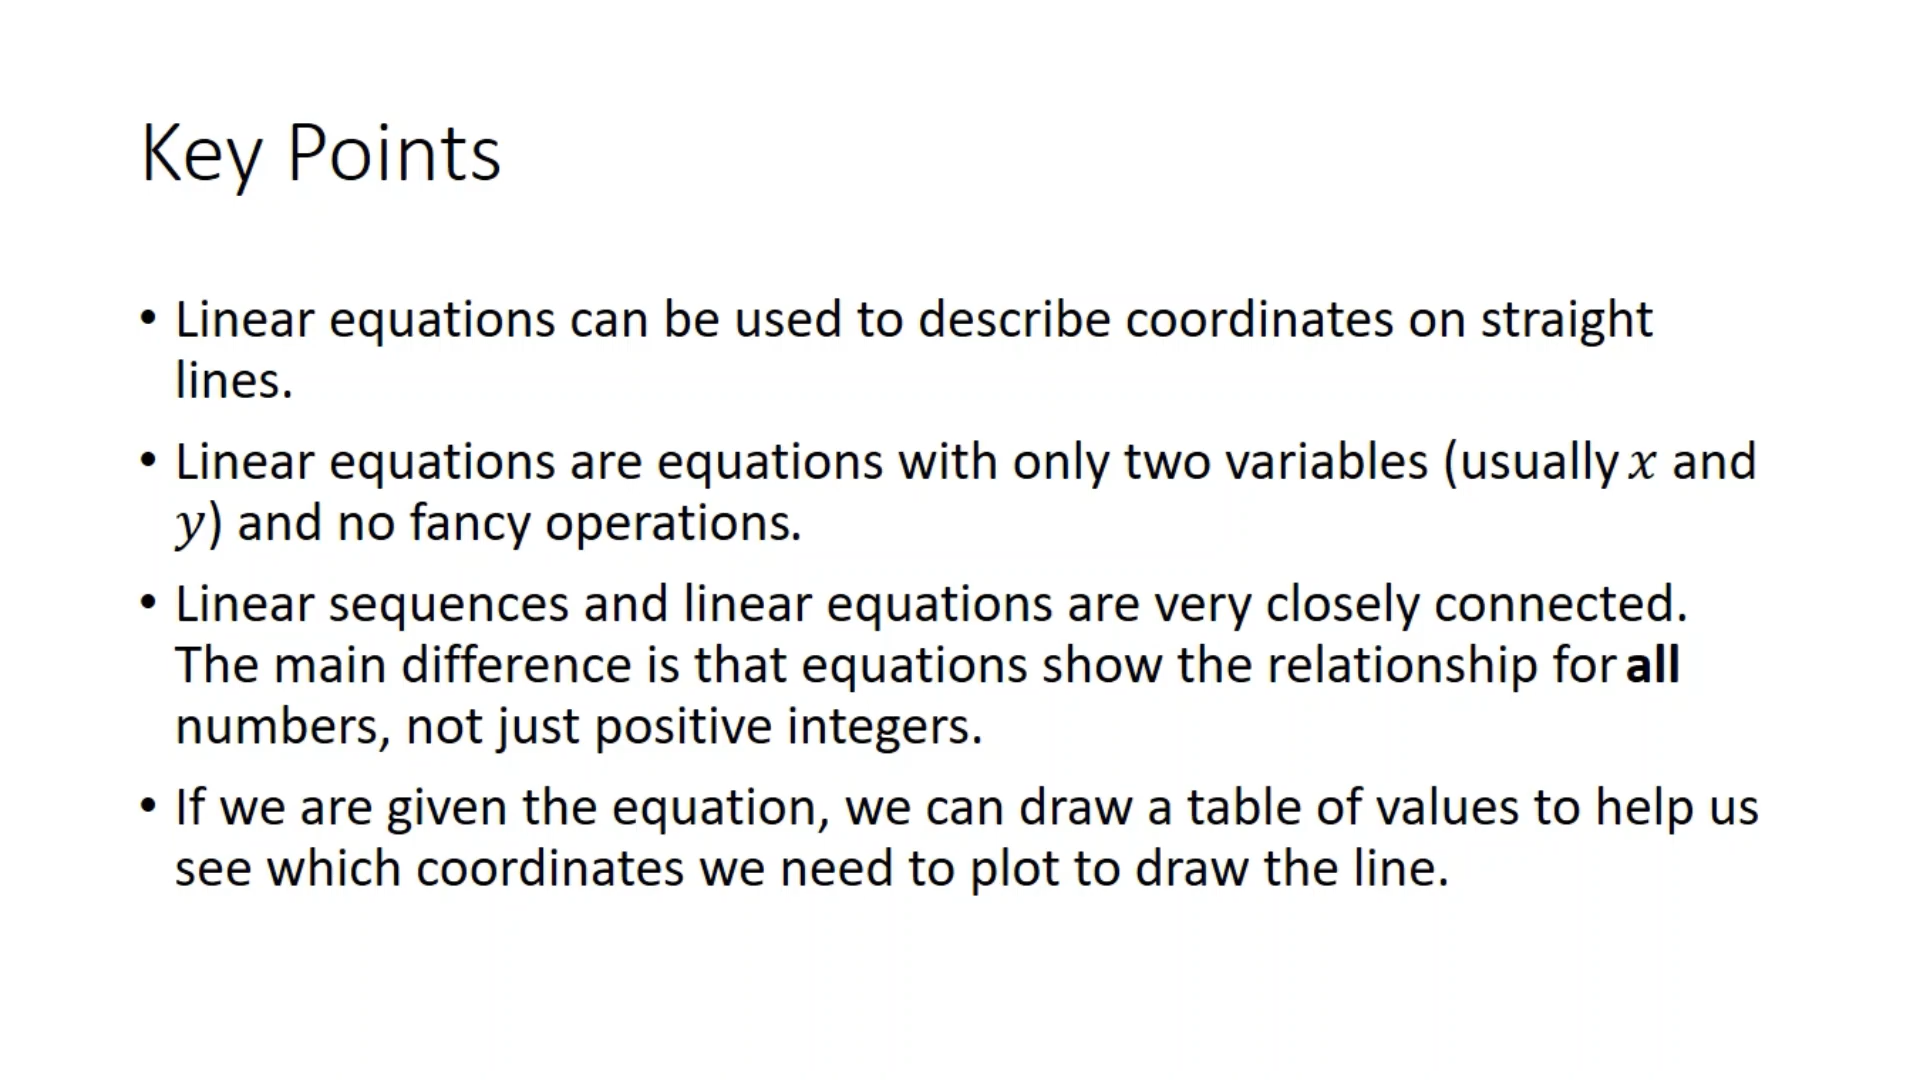 Key Points
• Linear equations can be used to describe coordinates on straight
lines.
• Linear equations are equations with only two variables (usually x and
y) and no fancy operations.
• Linear sequences and linear equations are very closely connected.
The main difference is that equations show the relationship for all
numbers, not just positive integers.
• If we are given the equation, we can draw a table of values to help us
see which coordinates we need to plot to draw the line.